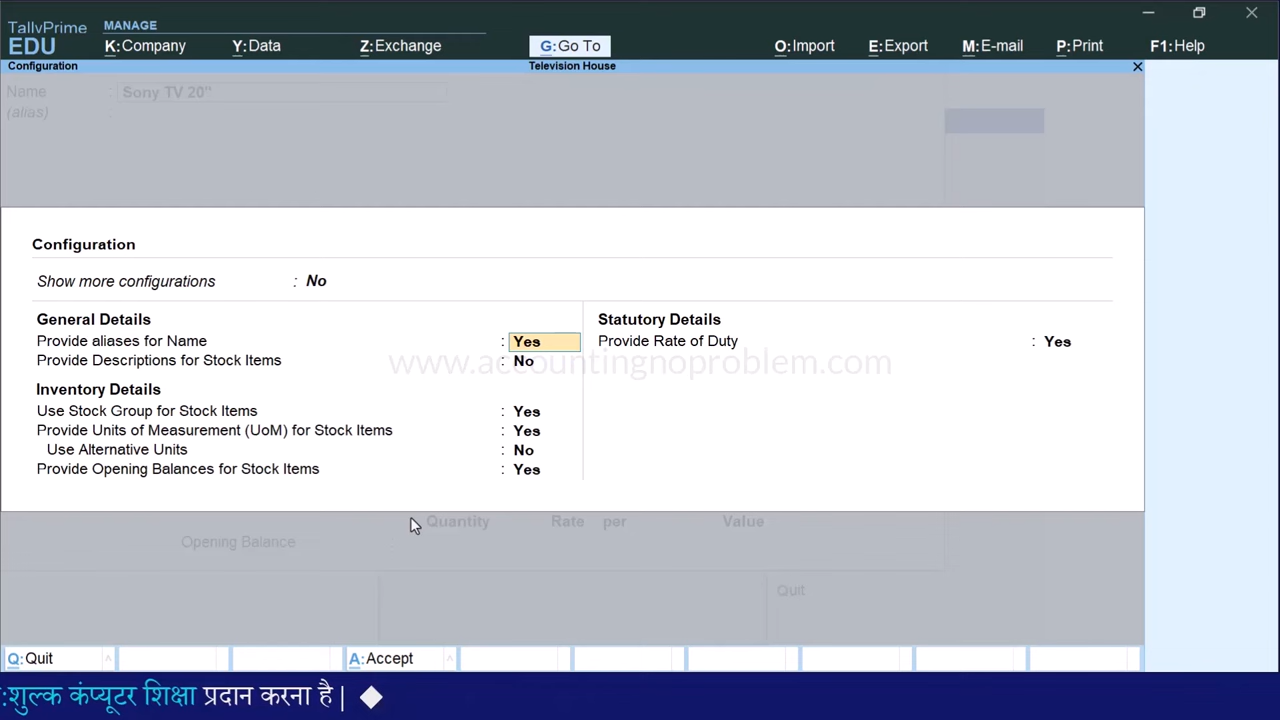 TallyPrime MANAGE
EDU K:Company Y:Data Z:Exchange G:Go To O:Import E:Export M:E-mail P:Print F1:Help
Configuration Television House
Name : Sony TV 20"
(alias) :
Configuration
Show more configurations : No
General Details
Provide aliases for Name : Yes
Provide Descriptions for Stock Items : No
Inventory Details
Use Stock Group for Stock Items : Yes
Provide Units of Measurement (UoM) for Stock Items : Yes
Use Alternative Units : No
Provide Opening Balances for Stock Items : Yes
Statutory Details
Provide Rate of Duty : Yes
www.accountingnoproblem.com
Quantity Rate per Value
Opening Balance :
Quit
Q:Quit A:Accept
:शुल्क कंप्यूटर शिक्षा प्रदान करना है |